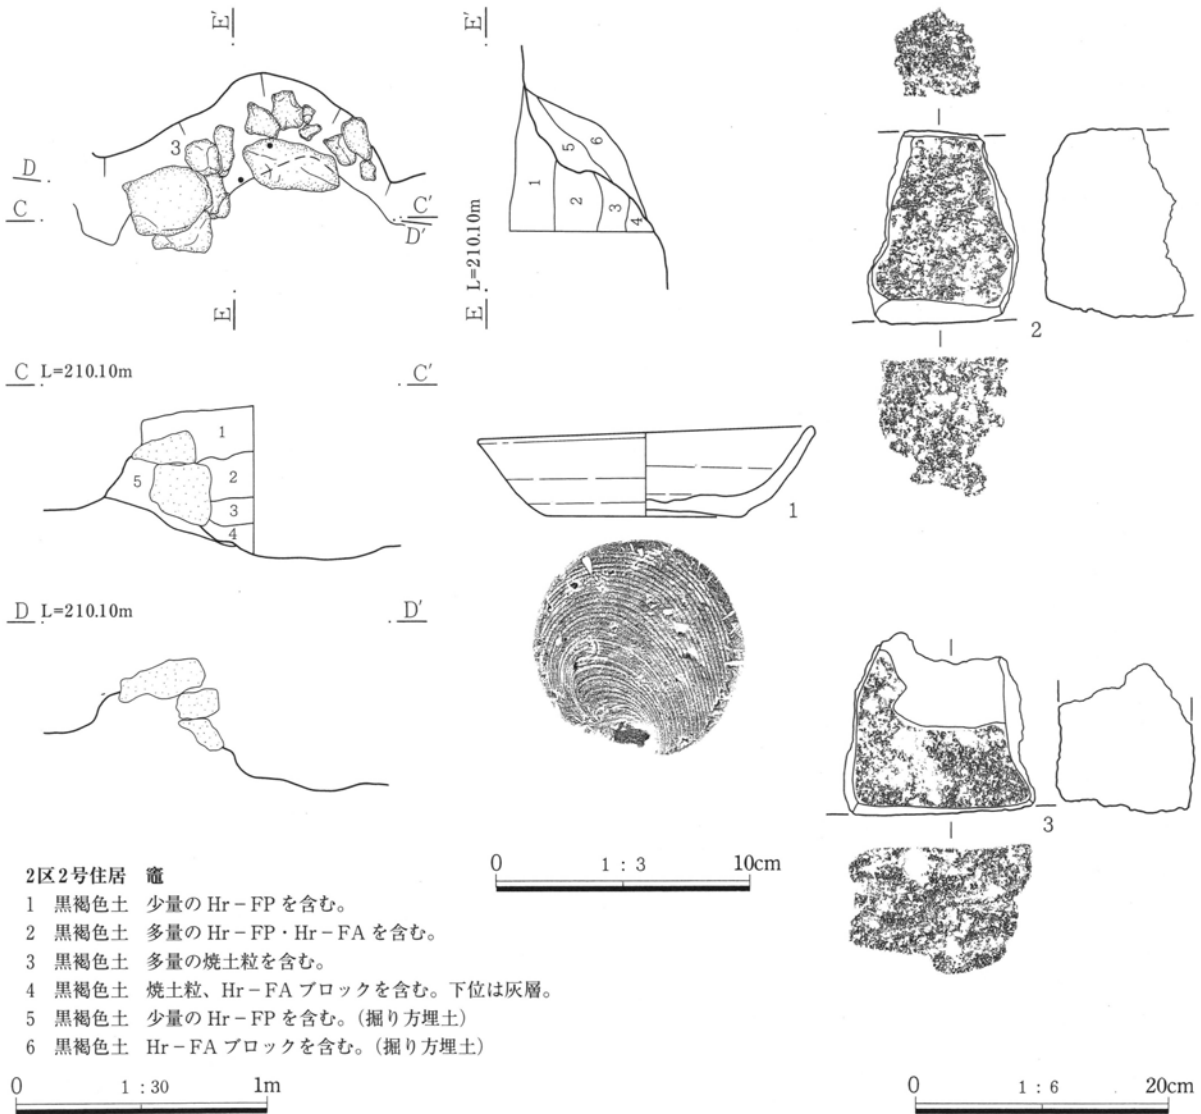 E′
E′
3
D
C
C′
D′
E
1
2
3
4
5
6
L=210.10m
E
2
C L=210.10m
C′
1
2
3
4
5
1
D L=210.10m
D′
3
0 1:3 10cm
2区2号住居 竈
1 黒褐色土 少量の Hr-FP を含む。
2 黒褐色土 多量の Hr-FP・Hr-FA を含む。
3 黒褐色土 多量の焼土粒を含む。
4 黒褐色土 焼土粒、Hr-FA ブロックを含む。下位は灰層。
5 黒褐色土 少量の Hr-FP を含む。(掘り方埋土)
6 黒褐色土 Hr-FA ブロックを含む。(掘り方埋土)
0 1:30 1m
0 1:6 20cm